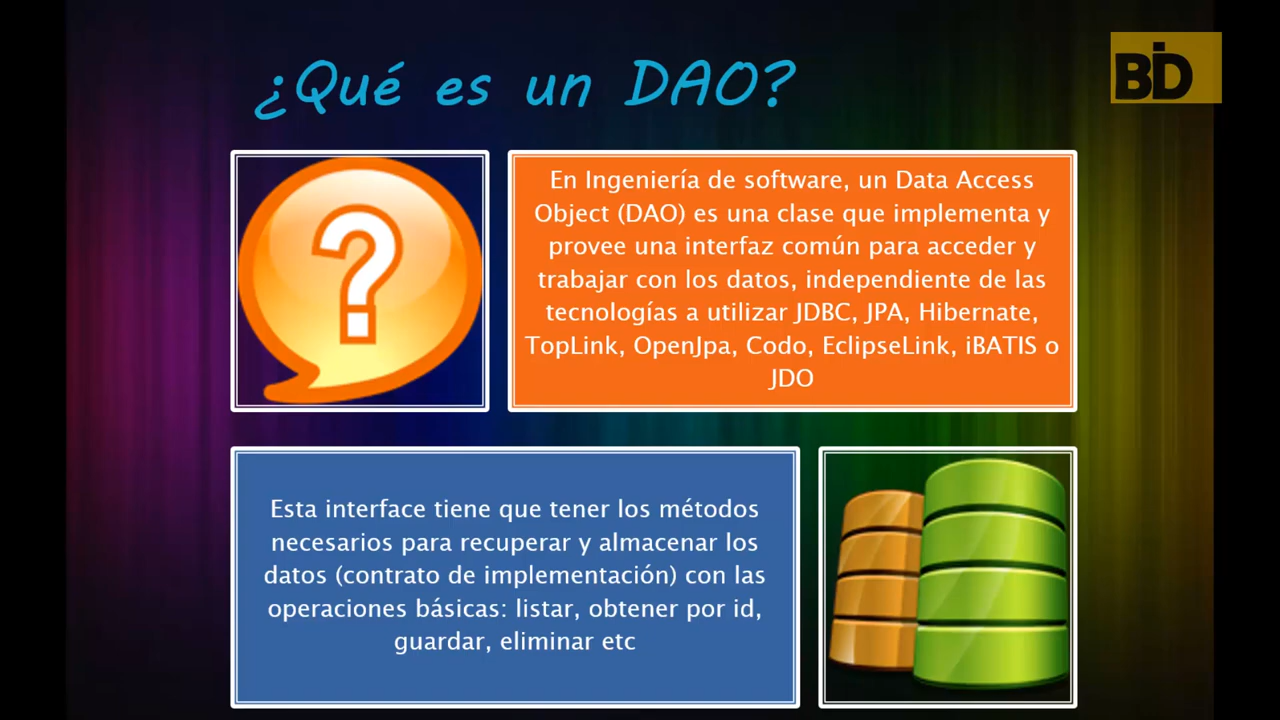 ¿Qué es un DAO?
BID
?
En Ingeniería de software, un Data Access
Object (DAO) es una clase que implementa y
provee una interfaz común para acceder y
trabajar con los datos, independiente de las
tecnologías a utilizar JDBC, JPA, Hibernate,
TopLink, OpenJpa, Codo, EclipseLink, iBATIS o
JDO
Esta interface tiene que tener los métodos
necesarios para recuperar y almacenar los
datos (contrato de implementación) con las
operaciones básicas: listar, obtener por id,
guardar, eliminar etc